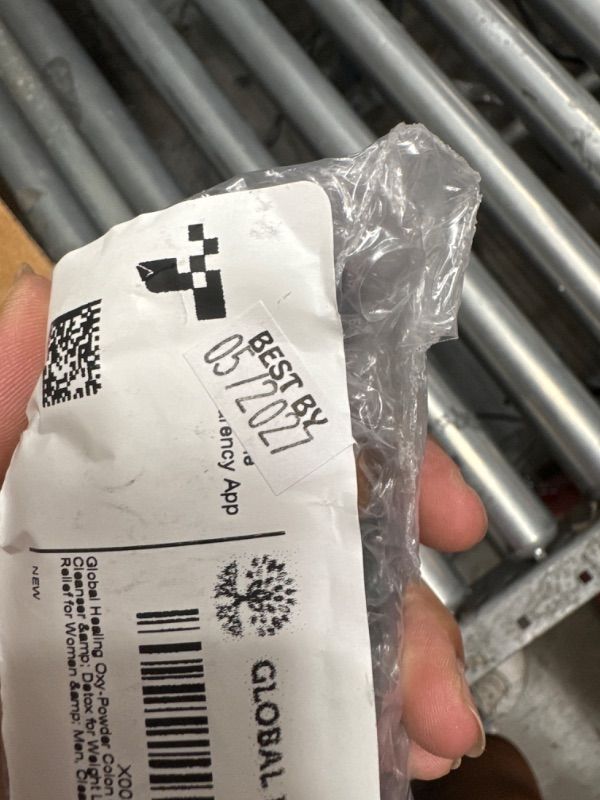 BEST BY
05/2027
rency App
GLOBAL
X00
Global Healing Oxy-Powder Colon
Cleanser &amp; Detox for Weight L
Relief for Women &amp; Men, Clea
NEW